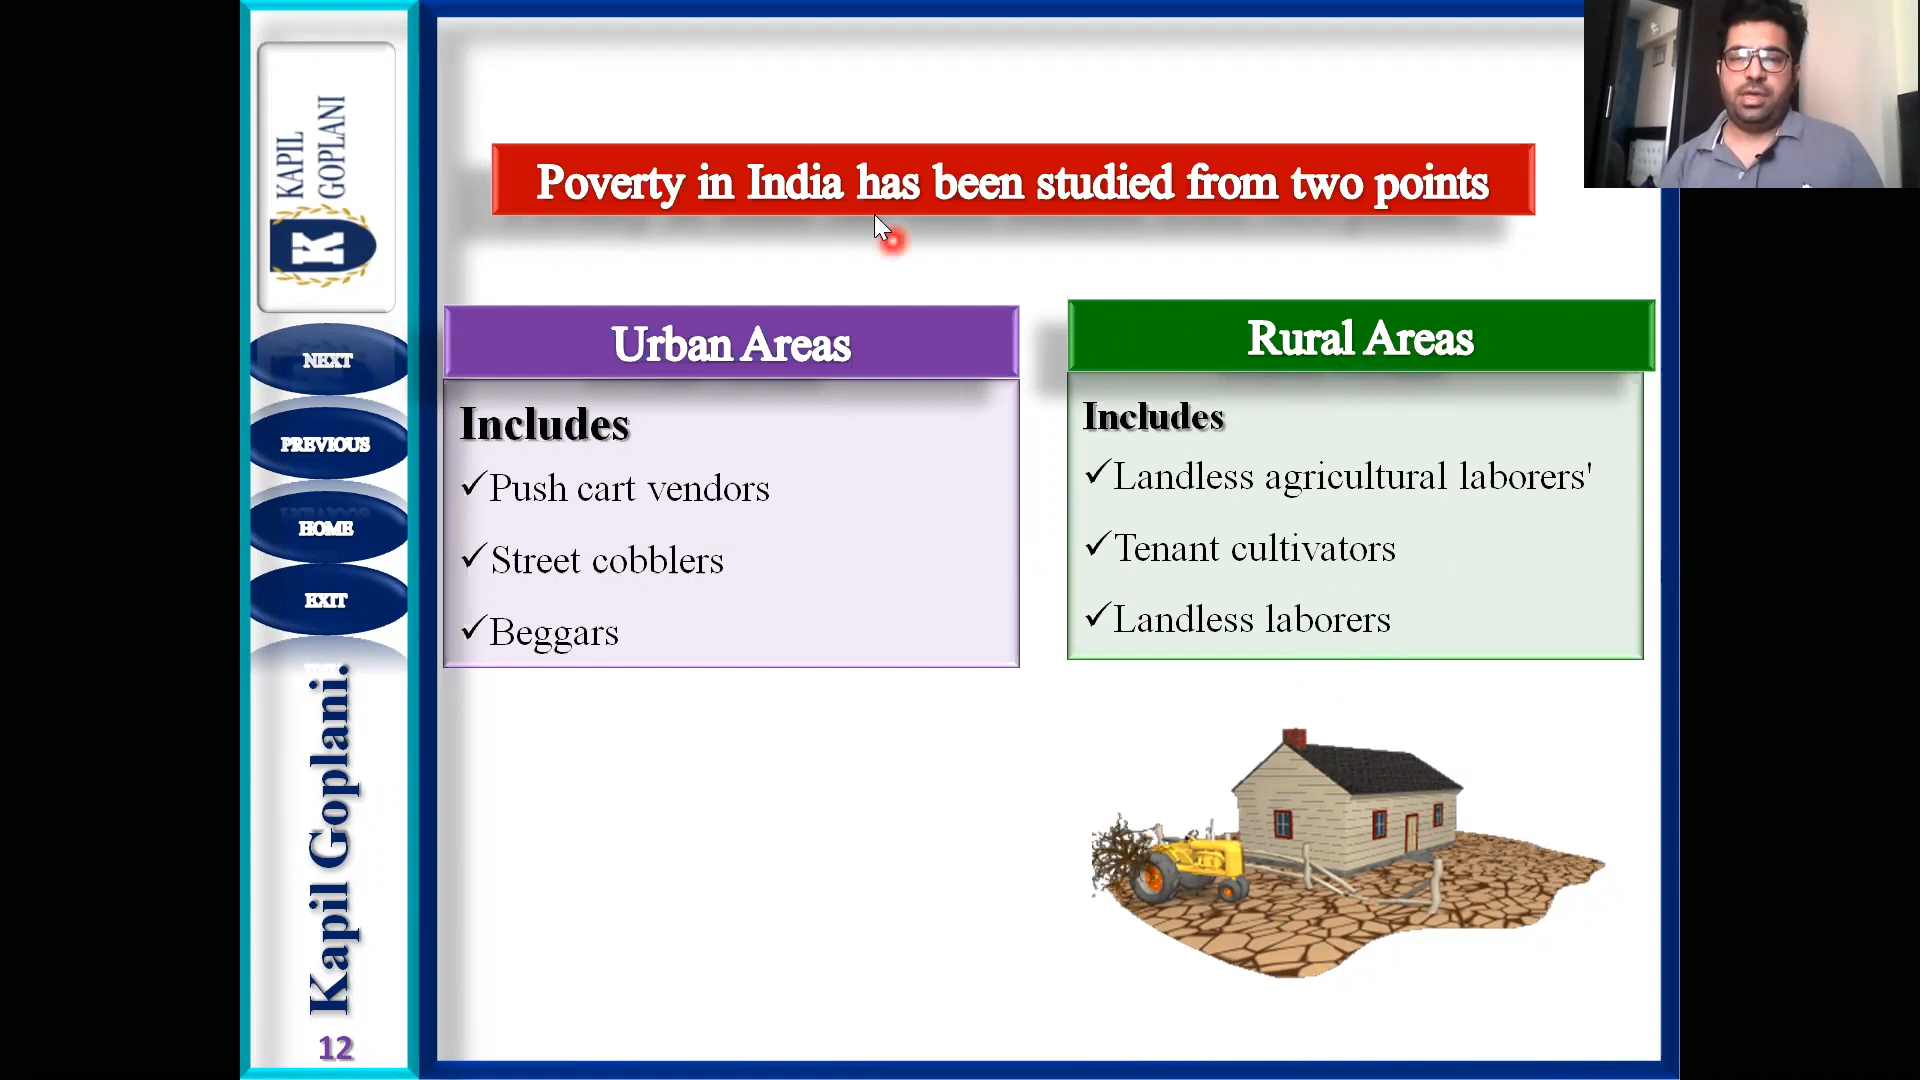 KAPIL
GOPLANI
K
NEXT
PREVIOUS
HOME
EXIT
Kapil Goplani.
12
Poverty in India has been studied from two points
Urban Areas
Includes
✓Push cart vendors
✓Street cobblers
✓Beggars
Rural Areas
Includes
✓Landless agricultural laborers'
✓Tenant cultivators
✓Landless laborers